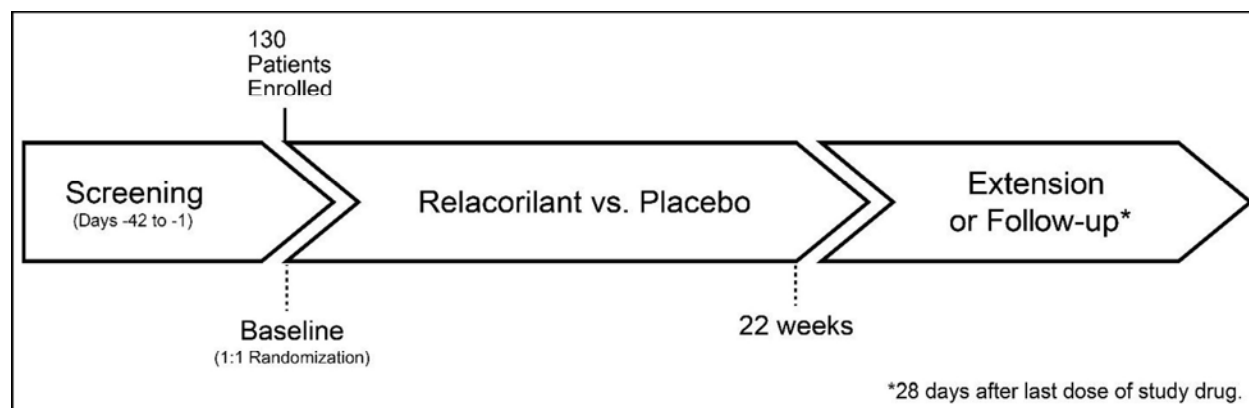 130
Patients
Enrolled
Screening
(Days -42 to -1)
Relacorilant vs. Placebo
Extension
or Follow-up*
Baseline
(1:1 Randomization)
22 weeks
*28 days after last dose of study drug.